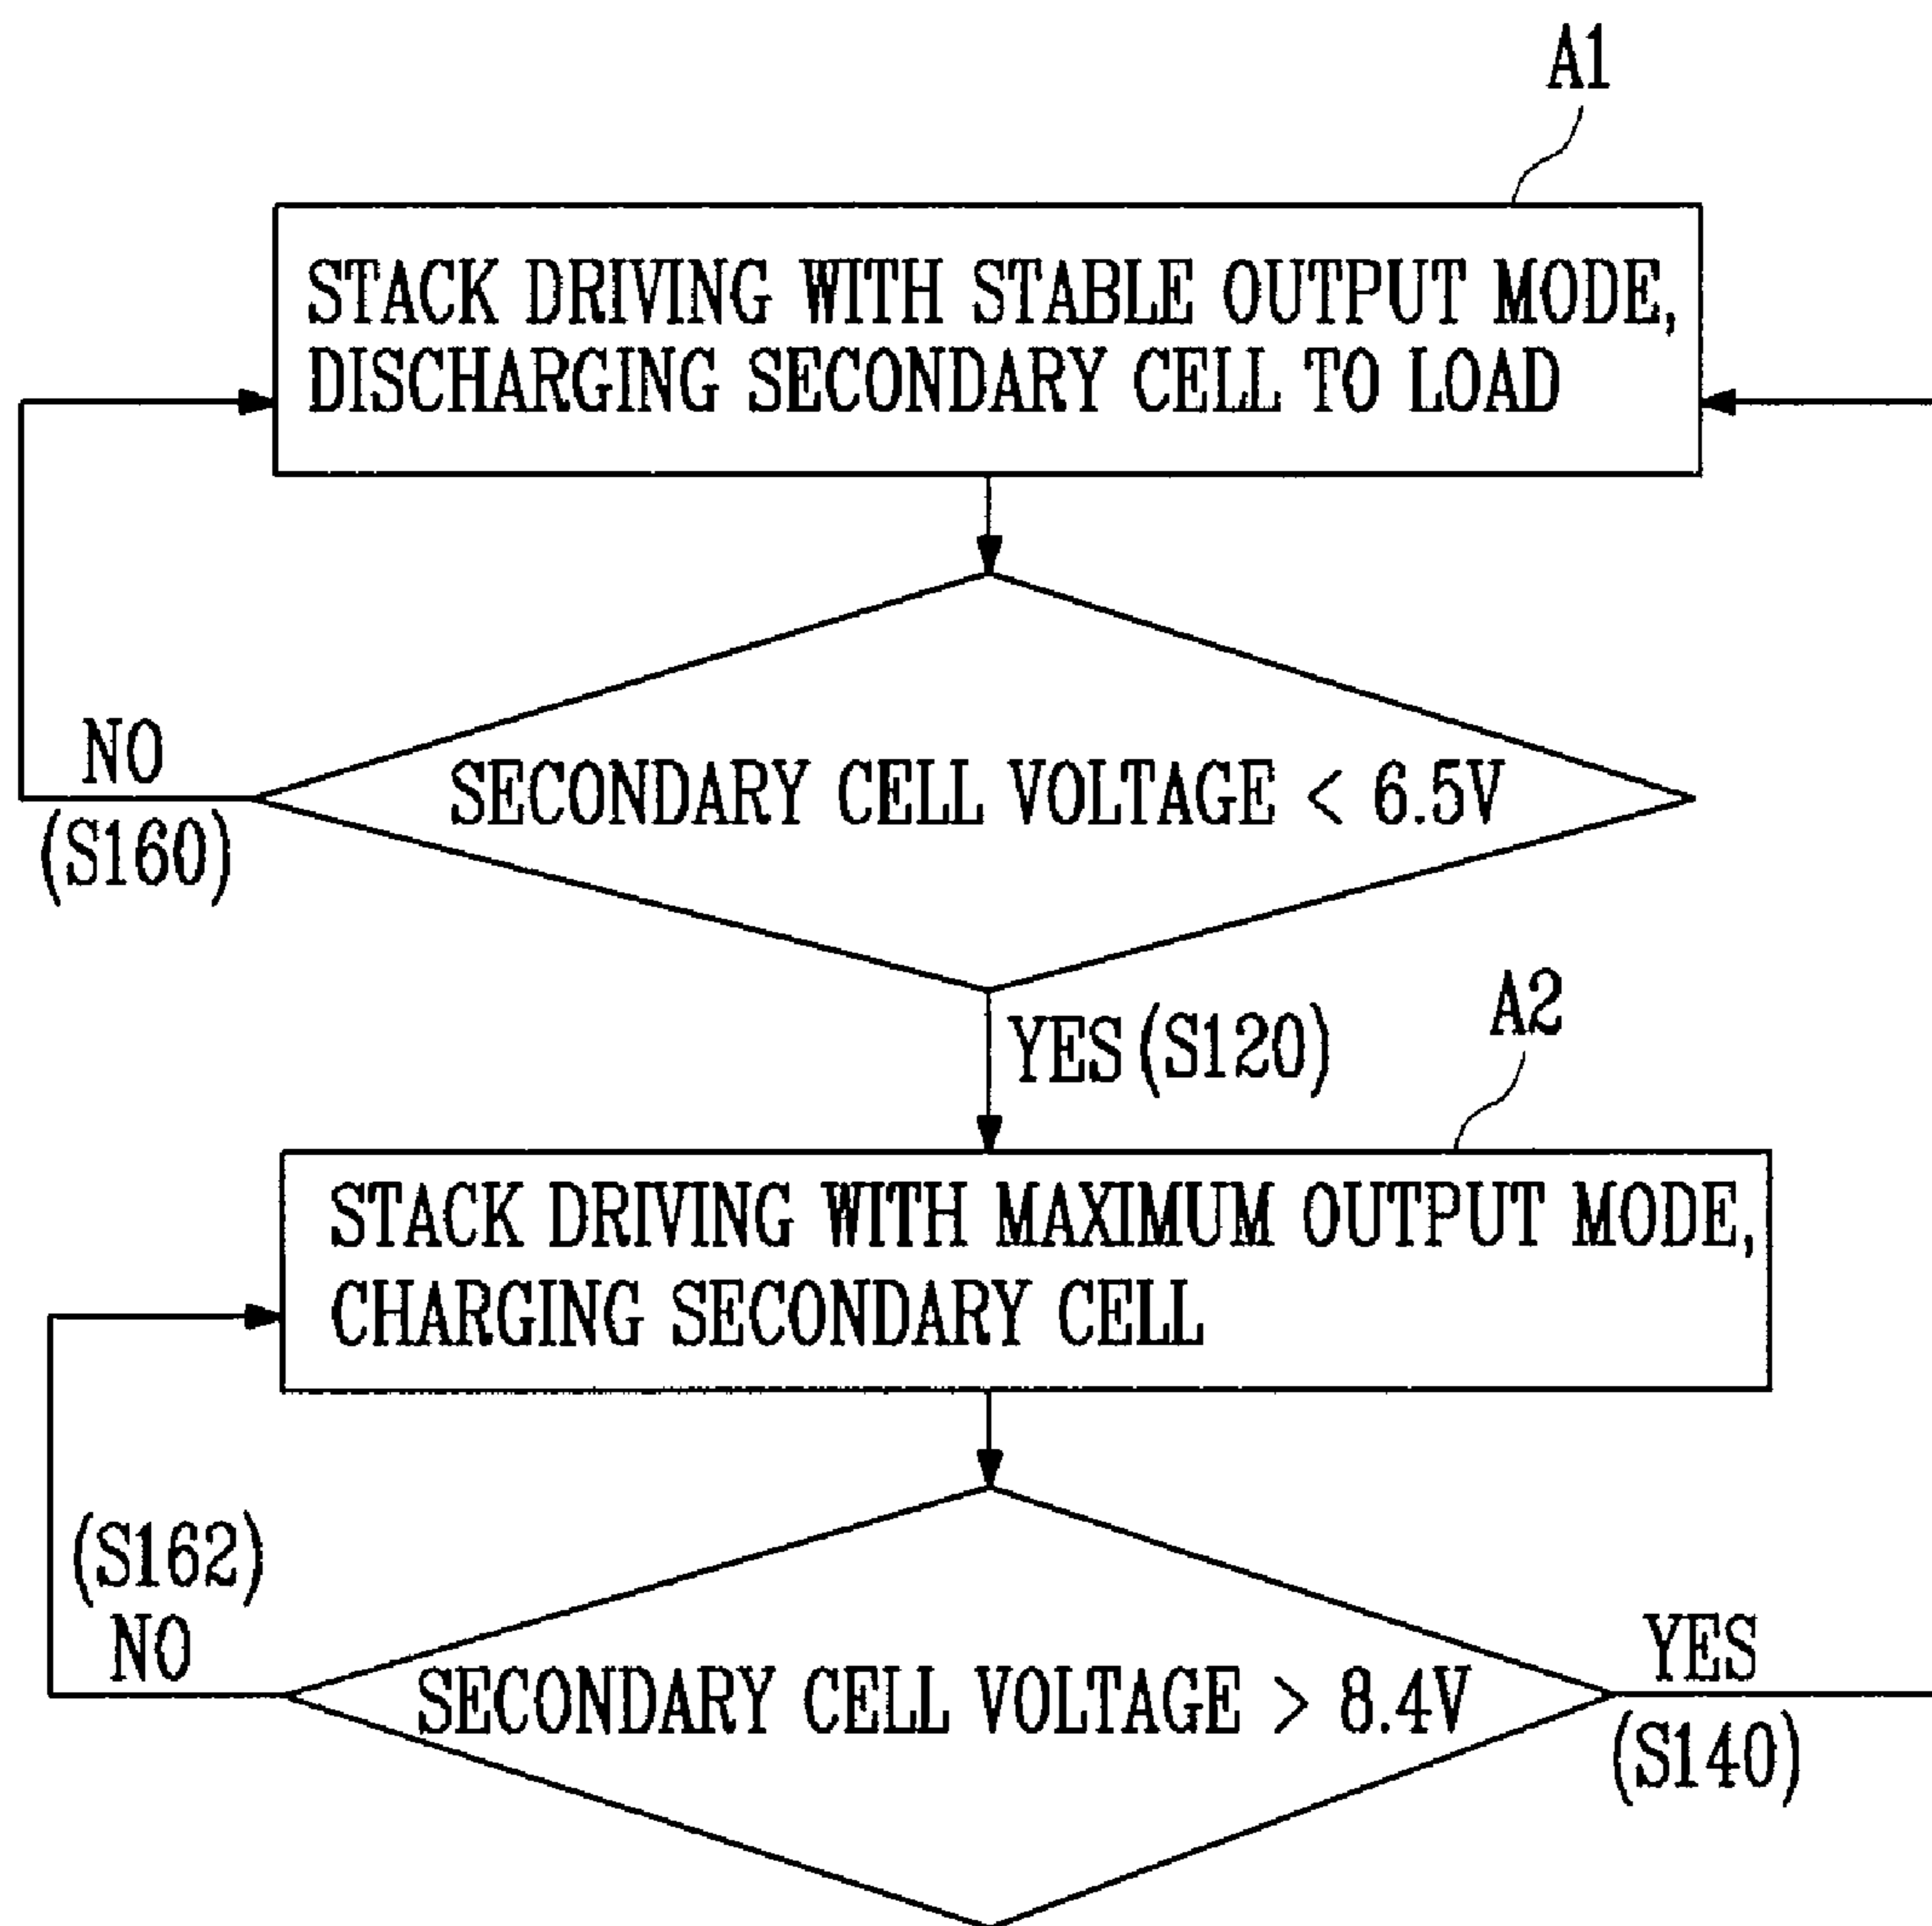 A1
STACK DRIVING WITH STABLE OUTPUT MODE,
DISCHARGING SECONDARY CELL TO LOAD
NO
(S160)
SECONDARY CELL VOLTAGE < 6.5V
YES (S120)
A2
STACK DRIVING WITH MAXIMUM OUTPUT MODE,
CHARGING SECONDARY CELL
(S162)
NO
SECONDARY CELL VOLTAGE > 8.4V
YES
(S140)